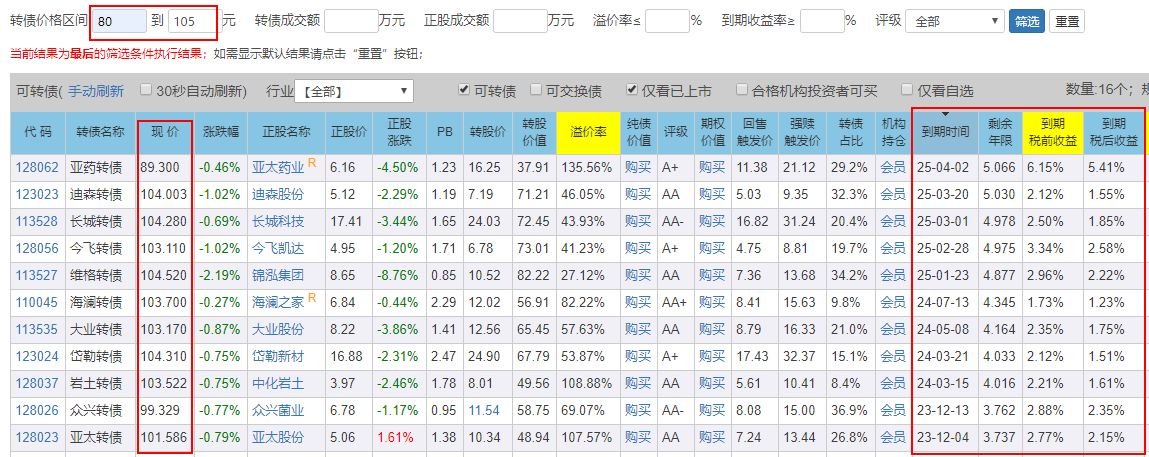 转债价格区间 80 到 105 元 转债成交额 万元 正股成交额 万元 溢价率≤ % 到期收益率≥ % 评级 全部 筛选 重置
当前结果为最后的筛选条件执行结果；如需显示默认结果请点击“重置”按钮；
可转债( 手动刷新 30秒自动刷新) 行业 【全部】 可转债 可交换债 仅看已上市 合格机构投资者可买 仅看自选 数量:16个；
代 码 转债名称 现 价 涨跌幅 正股名称 正股价 正股涨跌 PB 转股价 转股价值 溢价率 纯债价值 评级 期权价值 回售触发价 强赎触发价 转债占比 机构持仓 到期时间 剩余年限 到期税前收益 到期税后收益
128062 亚药转债 89.300 -0.46% 亚太药业 R 6.16 -4.50% 1.23 16.25 37.91 135.56% 购买 A+ 购买 11.38 21.12 29.2% 会员 25-04-02 5.066 6.15% 5.41%
123023 迪森转债 104.003 -1.02% 迪森股份 5.12 -2.29% 1.19 7.19 71.21 46.05% 购买 AA 购买 5.03 9.35 32.3% 会员 25-03-20 5.030 2.12% 1.55%
113528 长城转债 104.280 -0.69% 长城科技 17.41 -3.44% 1.65 24.03 72.45 43.93% 购买 AA- 购买 16.82 31.24 20.4% 会员 25-03-01 4.978 2.50% 1.85%
128056 今飞转债 103.110 -1.02% 今飞凯达 4.95 -1.20% 1.71 6.78 73.01 41.23% 购买 A+ 购买 4.75 8.81 19.7% 会员 25-02-28 4.975 3.34% 2.58%
113527 维格转债 104.520 -2.19% 锦泓集团 8.65 -8.76% 0.85 10.52 82.22 27.12% 购买 AA 购买 7.36 13.68 34.2% 会员 25-01-23 4.877 2.96% 2.22%
110045 海澜转债 103.700 -0.27% 海澜之家 R 6.84 -0.44% 2.29 12.02 56.91 82.22% 购买 AA+ 购买 8.41 15.63 9.8% 会员 24-07-13 4.345 1.73% 1.23%
113535 大业转债 103.170 -0.87% 大业股份 8.22 -3.86% 1.41 12.56 65.45 57.63% 购买 AA 购买 8.79 16.33 21.0% 会员 24-05-08 4.164 2.35% 1.75%
123024 岱勒转债 104.310 -0.75% 岱勒新材 16.88 -2.31% 2.47 24.90 67.79 53.87% 购买 A+ 购买 17.43 32.37 15.1% 会员 24-03-21 4.033 2.12% 1.51%
128037 岩土转债 103.522 -0.75% 中化岩土 3.97 -2.46% 1.78 8.01 49.56 108.88% 购买 AA 购买 5.61 10.41 8.4% 会员 24-03-15 4.016 2.21% 1.61%
128026 众兴转债 99.329 -0.77% 众兴菌业 6.78 -1.17% 0.95 11.54 58.75 69.07% 购买 AA- 购买 8.08 15.00 36.9% 会员 23-12-13 3.762 2.88% 2.35%
128023 亚太转债 101.586 -0.79% 亚太股份 5.06 1.61% 1.38 10.34 48.94 107.57% 购买 AA 购买 7.24 13.44 26.8% 会员 23-12-04 3.737 2.77% 2.15%